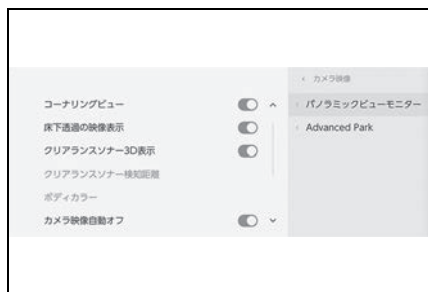 コーナリングビュー
床下透過の映像表示
クリアランスソナー3D表示
クリアランスソナー検知距離
ボディカラー
カメラ映像自動オフ
カメラ映像
パノラミックビューモニター
Advanced Park